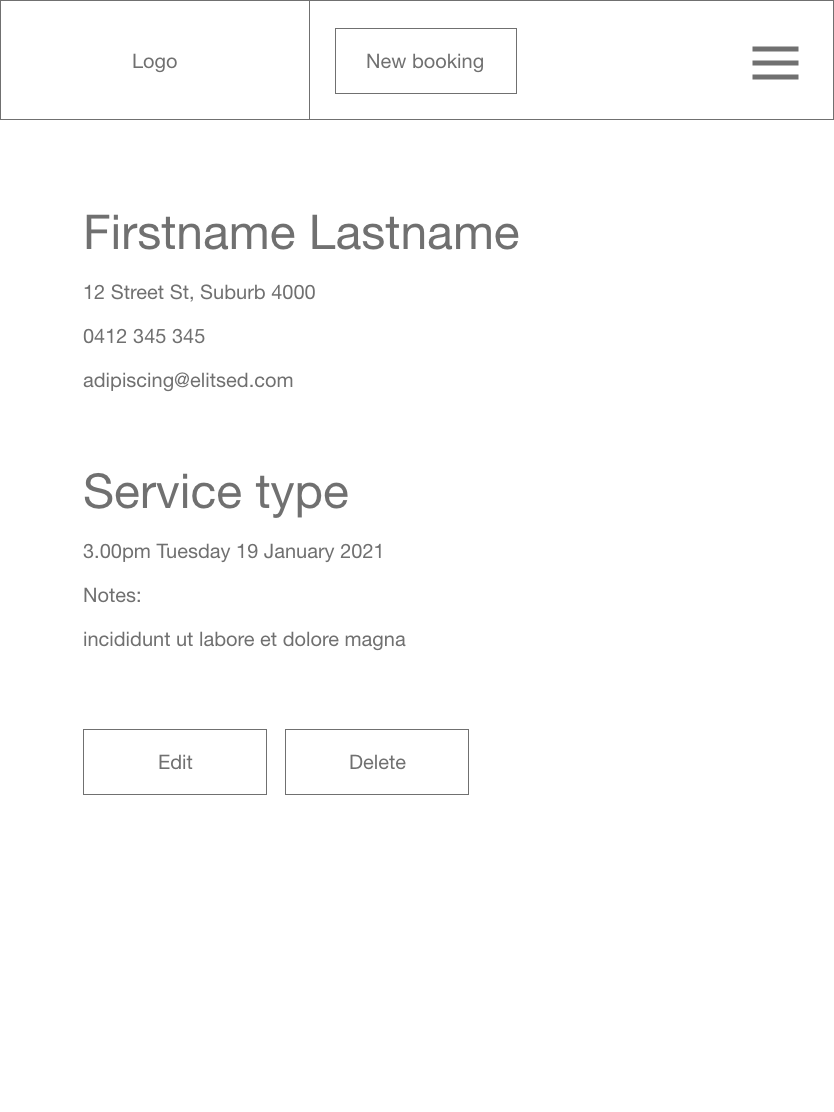 Logo
New booking
Firstname Lastname
12 Street St, Suburb 4000
0412 345 345
adipiscing@elitsed.com
Service type
3.00pm Tuesday 19 January 2021
Notes:
incididunt ut labore et dolore magna
Edit
Delete